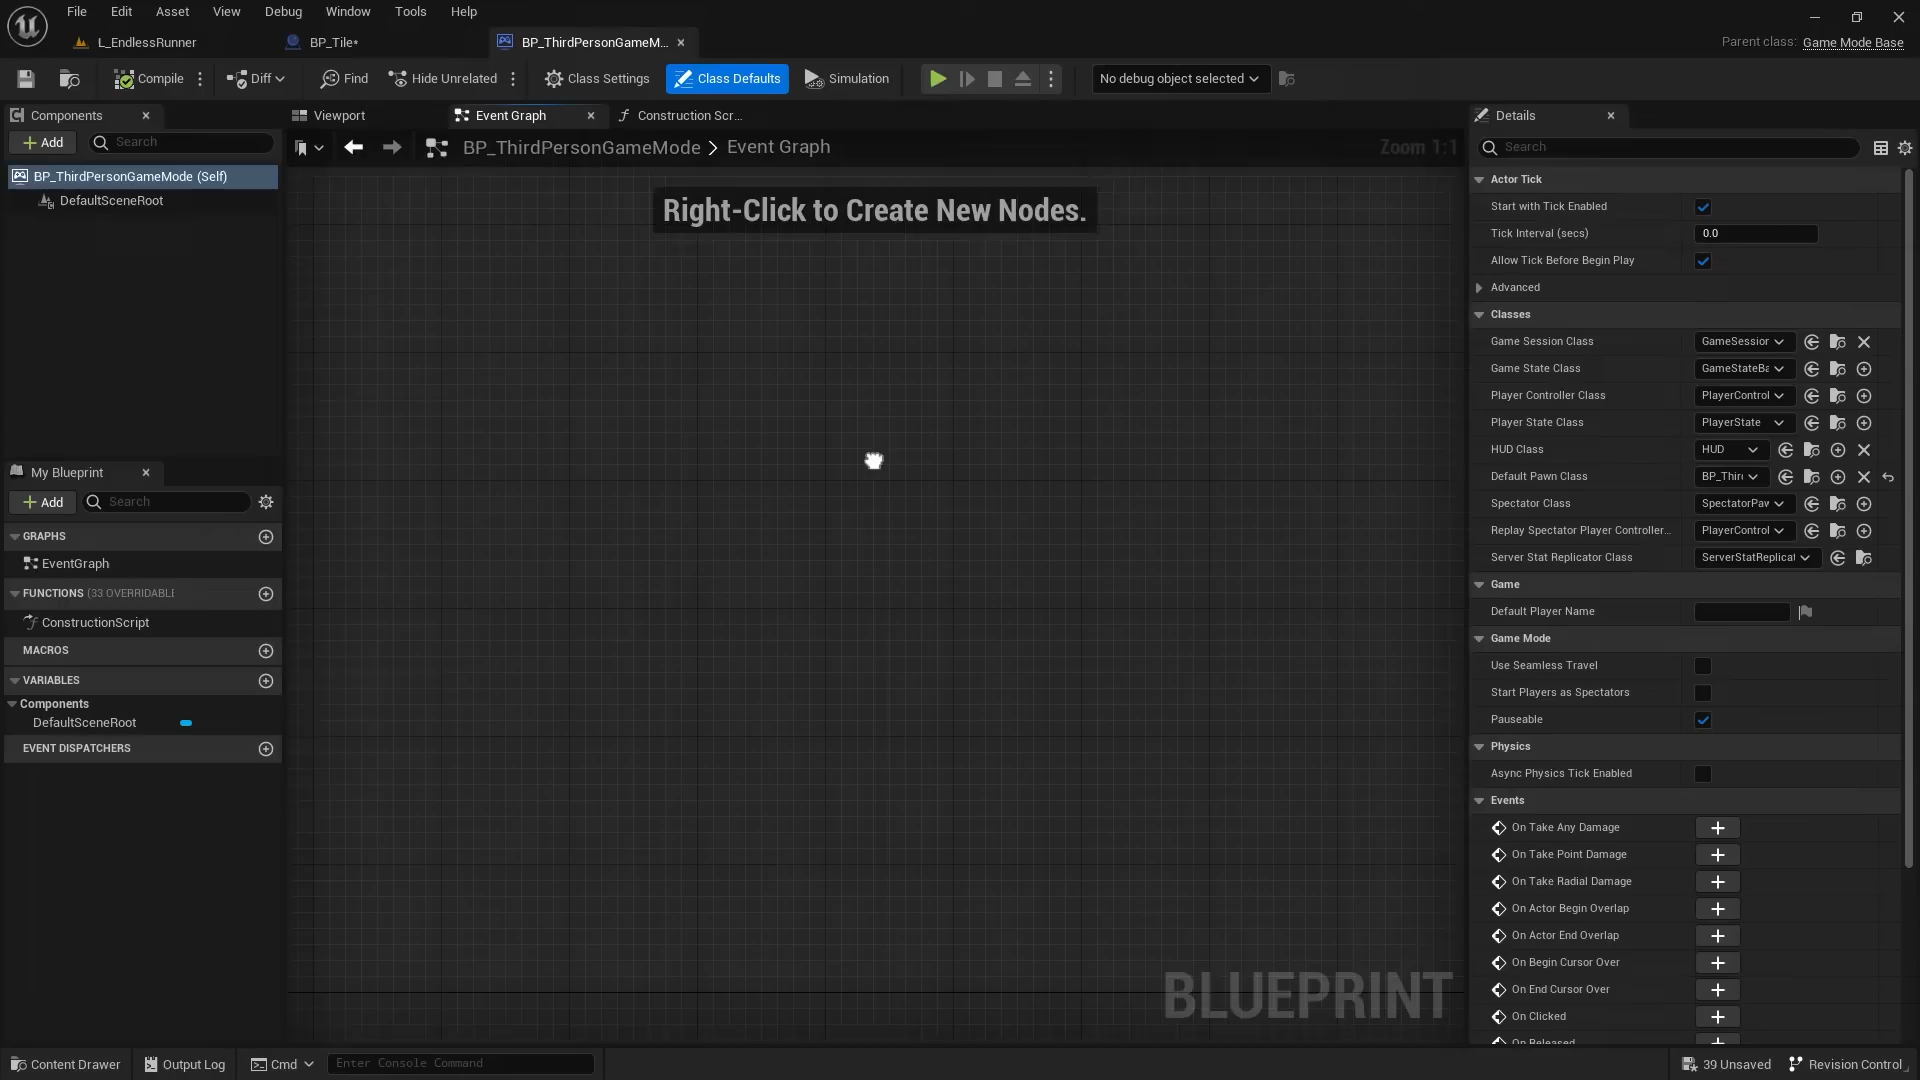 File Edit Asset View Debug Window Tools Help
L_EndlessRunner BP_Tile* BP_ThirdPersonGameM... Parent class: Game Mode Base
Compile Diff Find Hide Unrelated Class Settings Class Defaults Simulation No debug object selected
Components Viewport Event Graph Construction Scr... Details
Add Search BP_ThirdPersonGameMode > Event Graph Zoom 1:1 Search
BP_ThirdPersonGameMode (Self)
DefaultSceneRoot
Right-Click to Create New Nodes.
My Blueprint
Add Search
GRAPHS
EventGraph
FUNCTIONS (33 OVERRIDABLE
ConstructionScript
MACROS
VARIABLES
Components
DefaultSceneRoot
EVENT DISPATCHERS
BLUEPRINT
Actor Tick
Start with Tick Enabled
Tick Interval (secs) 0.0
Allow Tick Before Begin Play
Advanced
Classes
Game Session Class GameSession
Game State Class GameStateBa
Player Controller Class PlayerControl
Player State Class PlayerState
HUD Class HUD
Default Pawn Class BP_Thir
Spectator Class SpectatorPaw
Replay Spectator Player Controller... PlayerControl
Server Stat Replicator Class ServerStatReplicat
Game
Default Player Name
Game Mode
Use Seamless Travel
Start Players as Spectators
Pauseable
Physics
Async Physics Tick Enabled
Events
On Take Any Damage
On Take Point Damage
On Take Radial Damage
On Actor Begin Overlap
On Actor End Overlap
On Begin Cursor Over
On End Cursor Over
On Clicked
On Released
Content Drawer Output Log Cmd Enter Console Command 39 Unsaved Revision Control